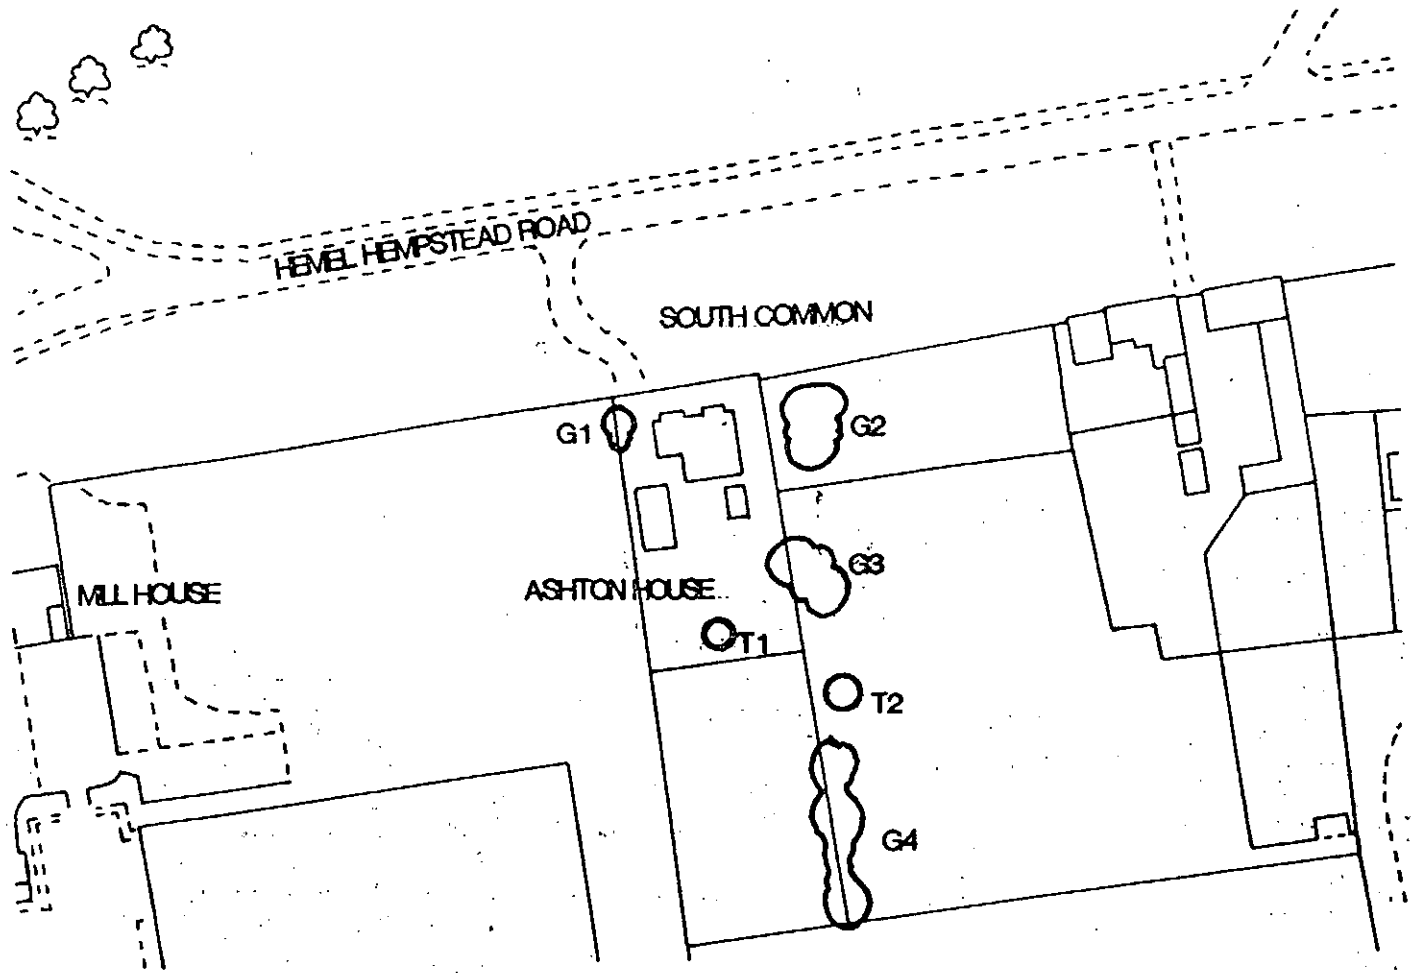 HEMEL HEMPSTEAD ROAD
SOUTH COMMON
G1
G2
G3
MILL HOUSE
ASHTON HOUSE
T1
T2
G4